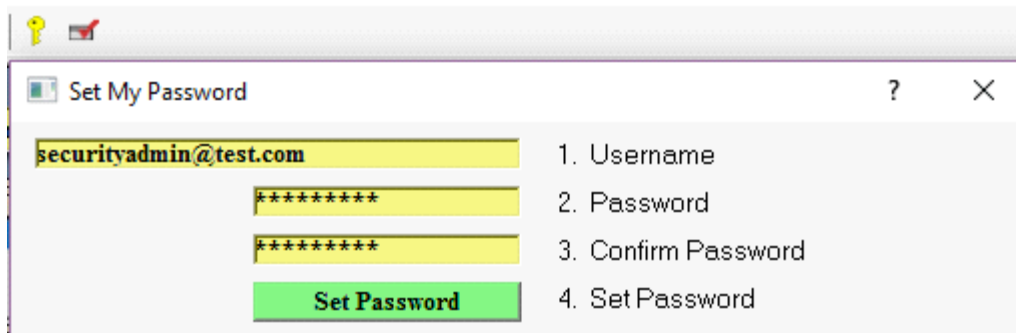 Set My Password
securityadmin@test.com 1. Username
********* 2. Password
********* 3. Confirm Password
Set Password 4. Set Password